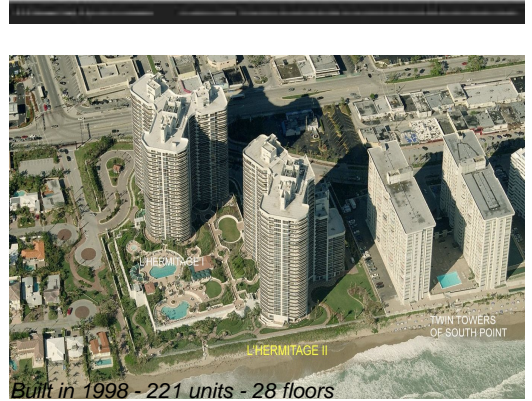 L'HERMITAGE I
TWIN TOWERS
OF SOUTH POINT
L'HERMITAGE II
Built in 1998 - 221 units - 28 floors